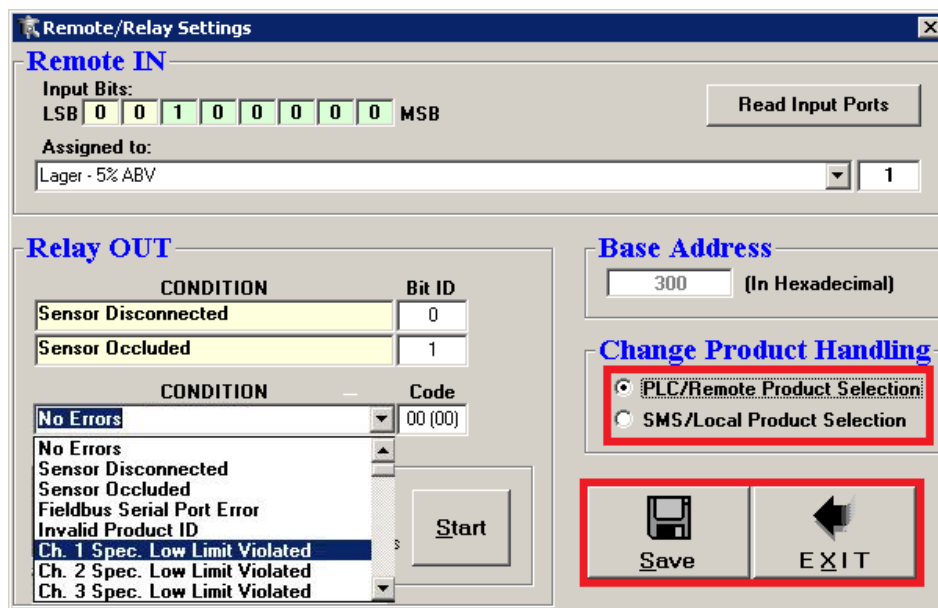 Remote/Relay Settings
Remote IN
Input Bits:
LSB 0 0 1 0 0 0 0 0 MSB
Read Input Ports
Assigned to:
Lager - 5% ABV 1
Relay OUT
CONDITION Bit ID
Sensor Disconnected 0
Sensor Occluded 1
CONDITION Code
No Errors 00 (00)
No Errors
Sensor Disconnected
Sensor Occluded
Fieldbus Serial Port Error
Invalid Product ID
Ch. 1 Spec. Low Limit Violated
Ch. 2 Spec. Low Limit Violated
Ch. 3 Spec. Low Limit Violated
s
Start
Base Address
300 (In Hexadecimal)
Change Product Handling
PLC/Remote Product Selection
SMS/Local Product Selection
Save
EXIT